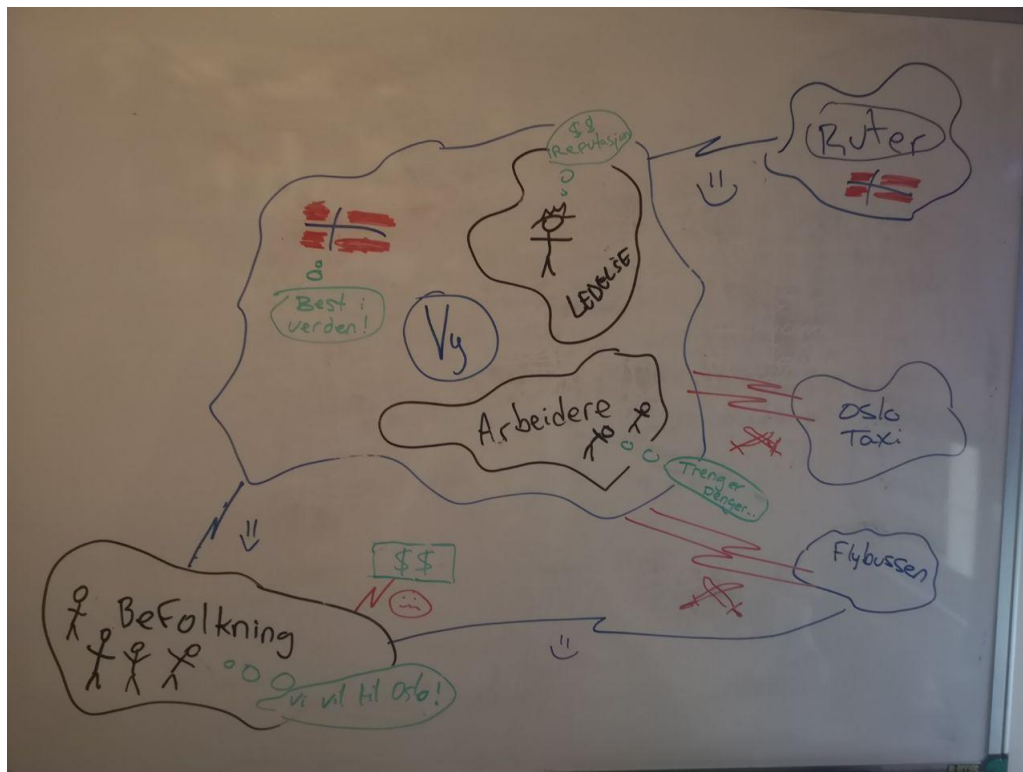 $$
Reputasjon
Ruter
LEDELSE
Best i
verden!
Vy
Arbeidere
Oslo
Taxi
Trenger
penger..
Flybussen
$$
BeFolkning
Vi vil til Oslo!